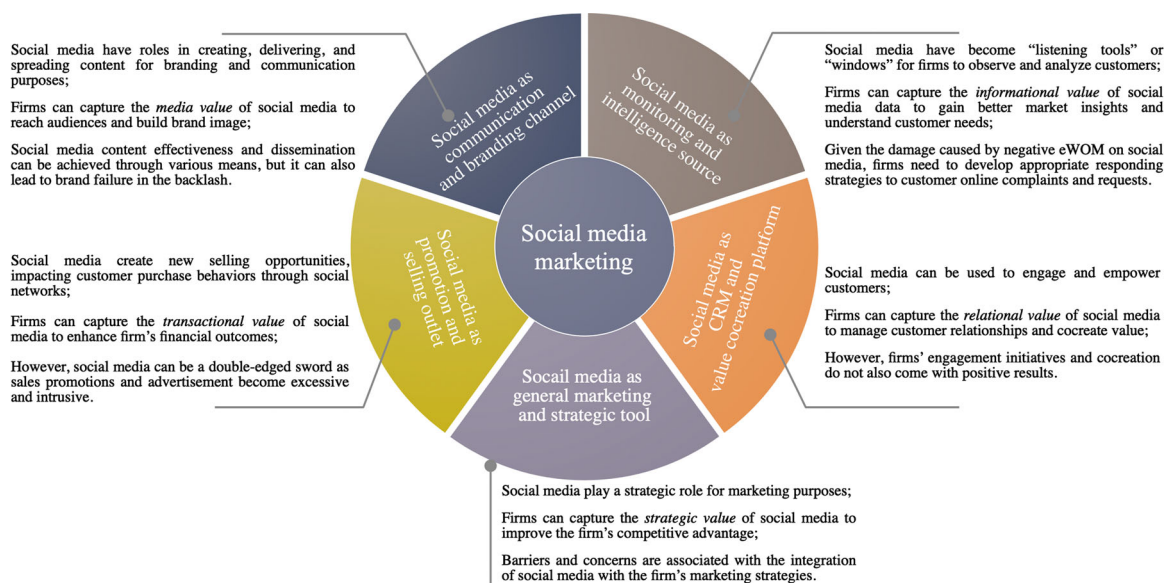 Social media have roles in creating, delivering, and
spreading content for branding and communication
purposes;
Firms can capture the media value of social media to
reach audiences and build brand image;
Social media content effectiveness and dissemination
can be achieved through various means, but it can also
lead to brand failure in the backlash.
Social media as
communication
and branding channel
Social media as
monitoring and
intelligence source
Social media have become “listening tools” or
“windows” for firms to observe and analyze customers;
Firms can capture the informational value of social
media data to gain better market insights and
understand customer needs;
Given the damage caused by negative eWOM on social
media, firms need to develop appropriate responding
strategies to customer online complaints and requests.
Social media
marketing
Social media create new selling opportunities,
impacting customer purchase behaviors through social
networks;
Firms can capture the transactional value of social
media to enhance firm’s financial outcomes;
However, social media can be a double-edged sword as
sales promotions and advertisement become excessive
and intrusive.
Social media as
promotion and
selling outlet
Social media as
CRM and
value cocreation platform
Social media can be used to engage and empower
customers;
Firms can capture the relational value of social media
to manage customer relationships and cocreate value;
However, firms’ engagement initiatives and cocreation
do not also come with positive results.
Socail media as
general marketing
and strategic tool
Social media play a strategic role for marketing purposes;
Firms can capture the strategic value of social media to
improve the firm’s competitive advantage;
Barriers and concerns are associated with the integration
of social media with the firm’s marketing strategies.